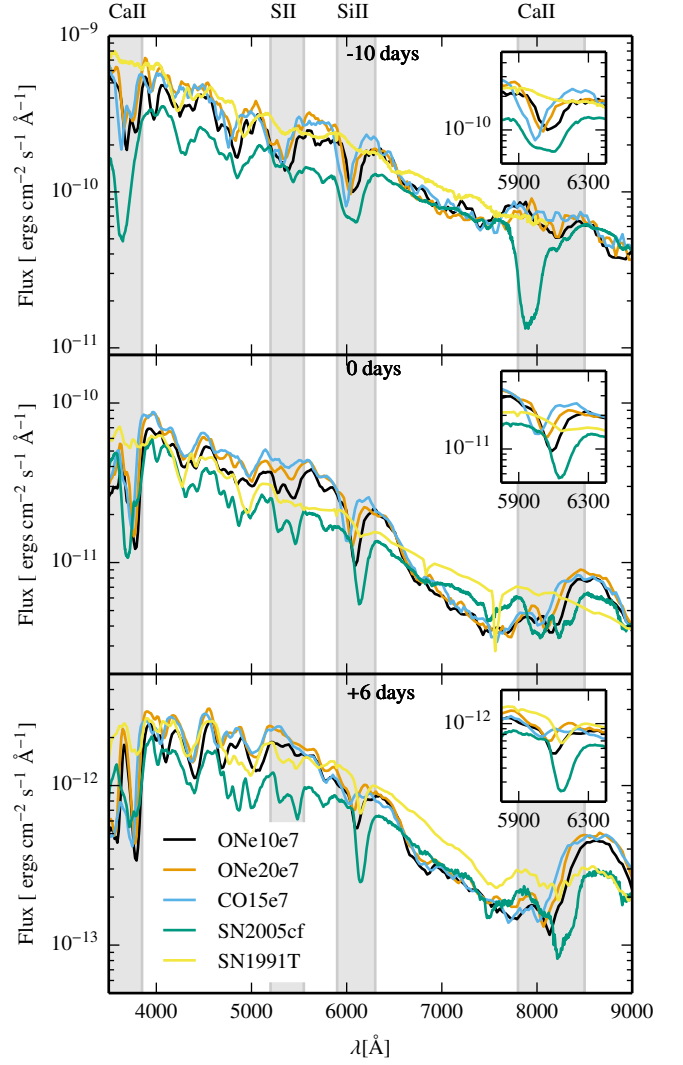 CaII SII SiII CaII
-10 days
10⁻⁹
10⁻¹⁰
10⁻¹¹
Flux [ ergs cm⁻² s⁻¹ Å⁻¹]
10⁻¹⁰
5900 6300
0 days
10⁻¹⁰
10⁻¹¹
Flux [ ergs cm⁻² s⁻¹ Å⁻¹]
10⁻¹¹
5900 6300
+6 days
10⁻¹²
10⁻¹³
Flux [ ergs cm⁻² s⁻¹ Å⁻¹]
10⁻¹²
5900 6300
ONe10e7
ONe20e7
CO15e7
SN2005cf
SN1991T
4000 5000 6000 7000 8000 9000
λ[Å]